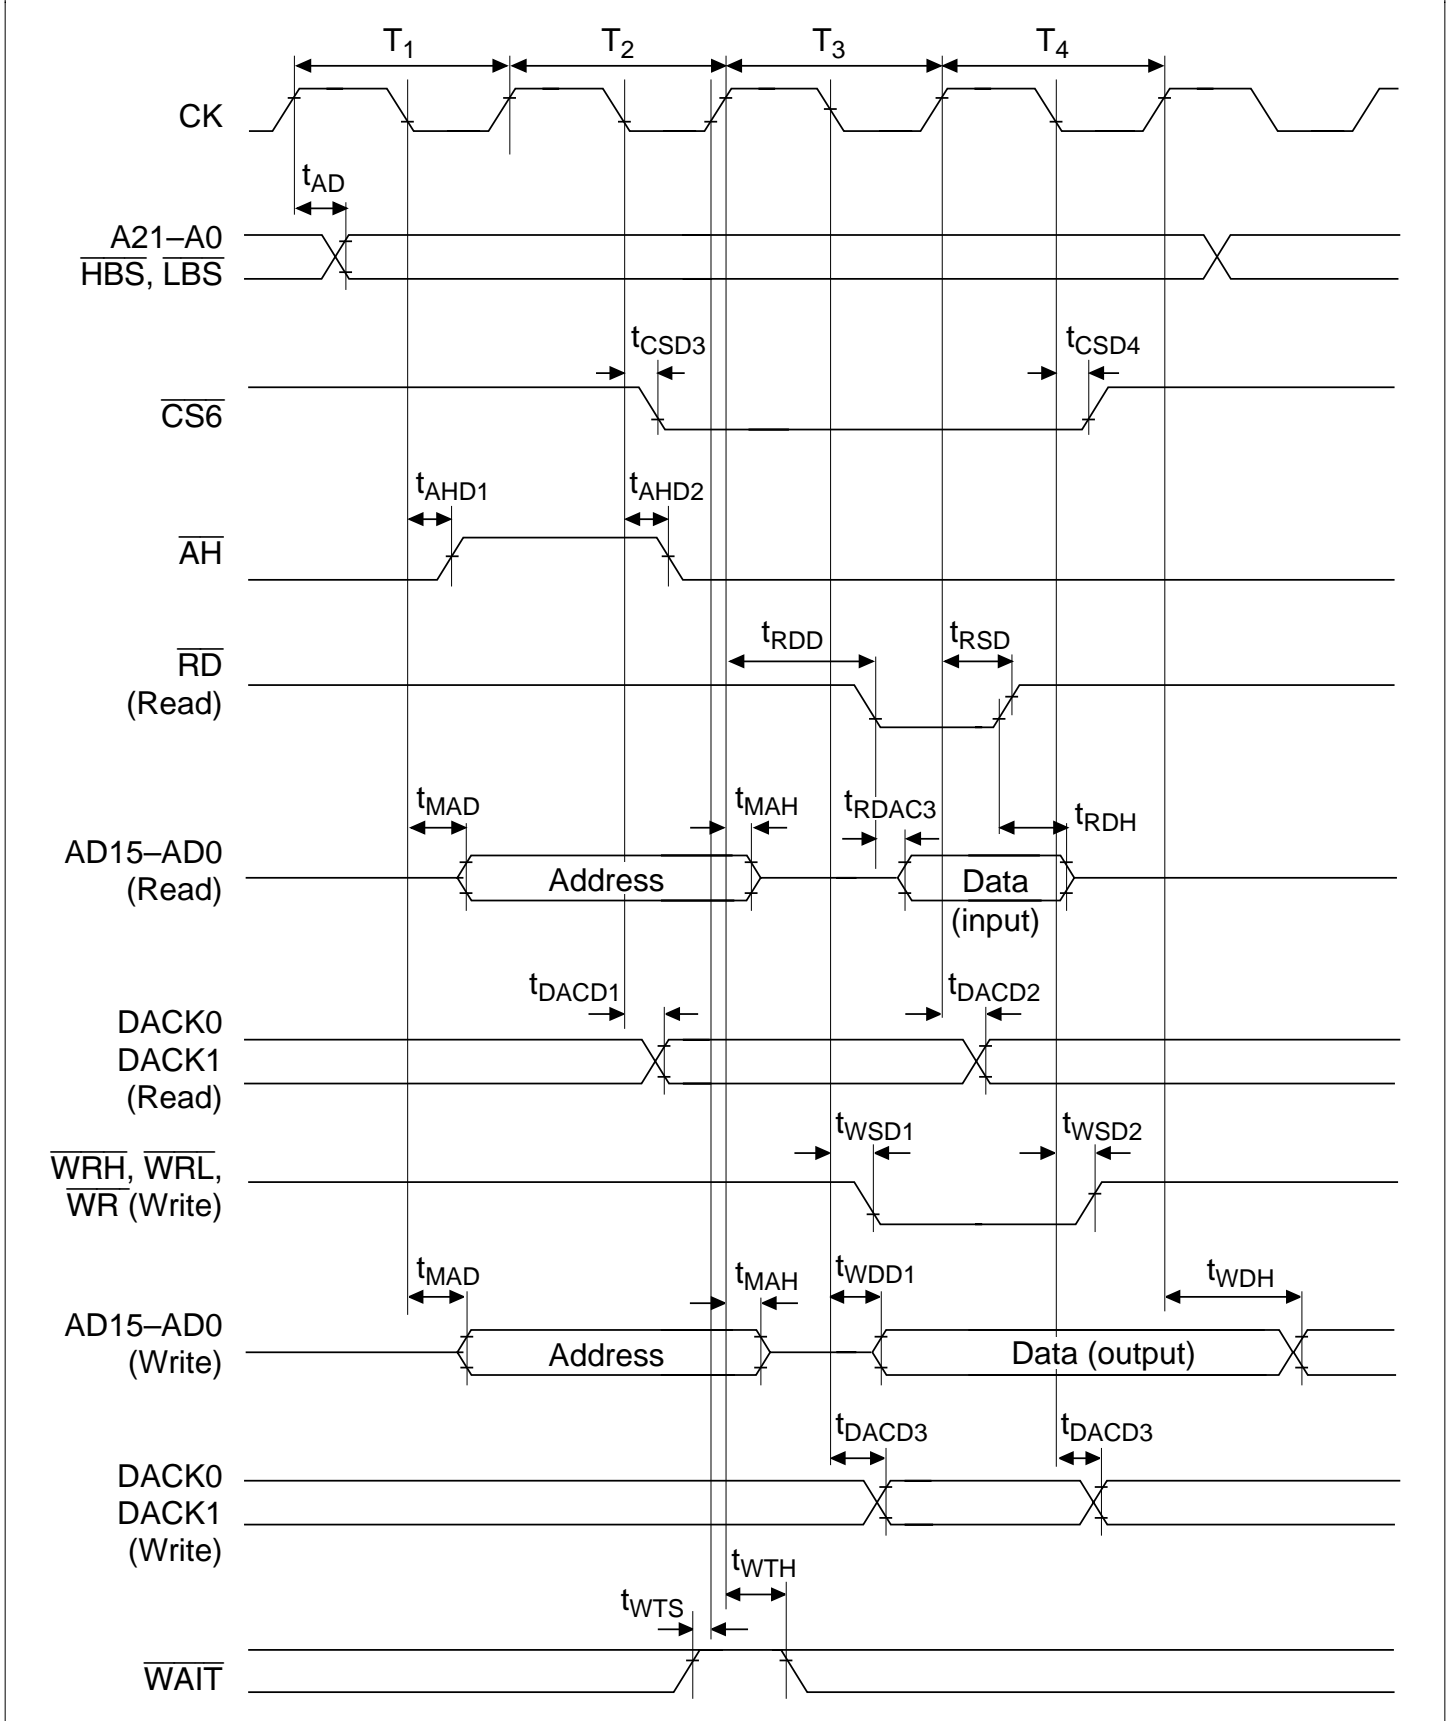 T1 T2 T3 T4
CK
tAD
A21–A0
HBS, LBS
tCSD3 tCSD4
CS6
tAHD1 tAHD2
AH
tRDD tRSD
RD
(Read)
tMAD tMAH tRDAC3 tRDH
AD15–AD0
(Read)
Address Data
(input)
tDACD1 tDACD2
DACK0
DACK1
(Read)
tWSD1 tWSD2
WRH, WRL,
WR (Write)
tMAD tMAH tWDD1 tWDH
AD15–AD0
(Write)
Address Data (output)
tDACD3 tDACD3
DACK0
DACK1
(Write)
tWTH
tWTS
WAIT